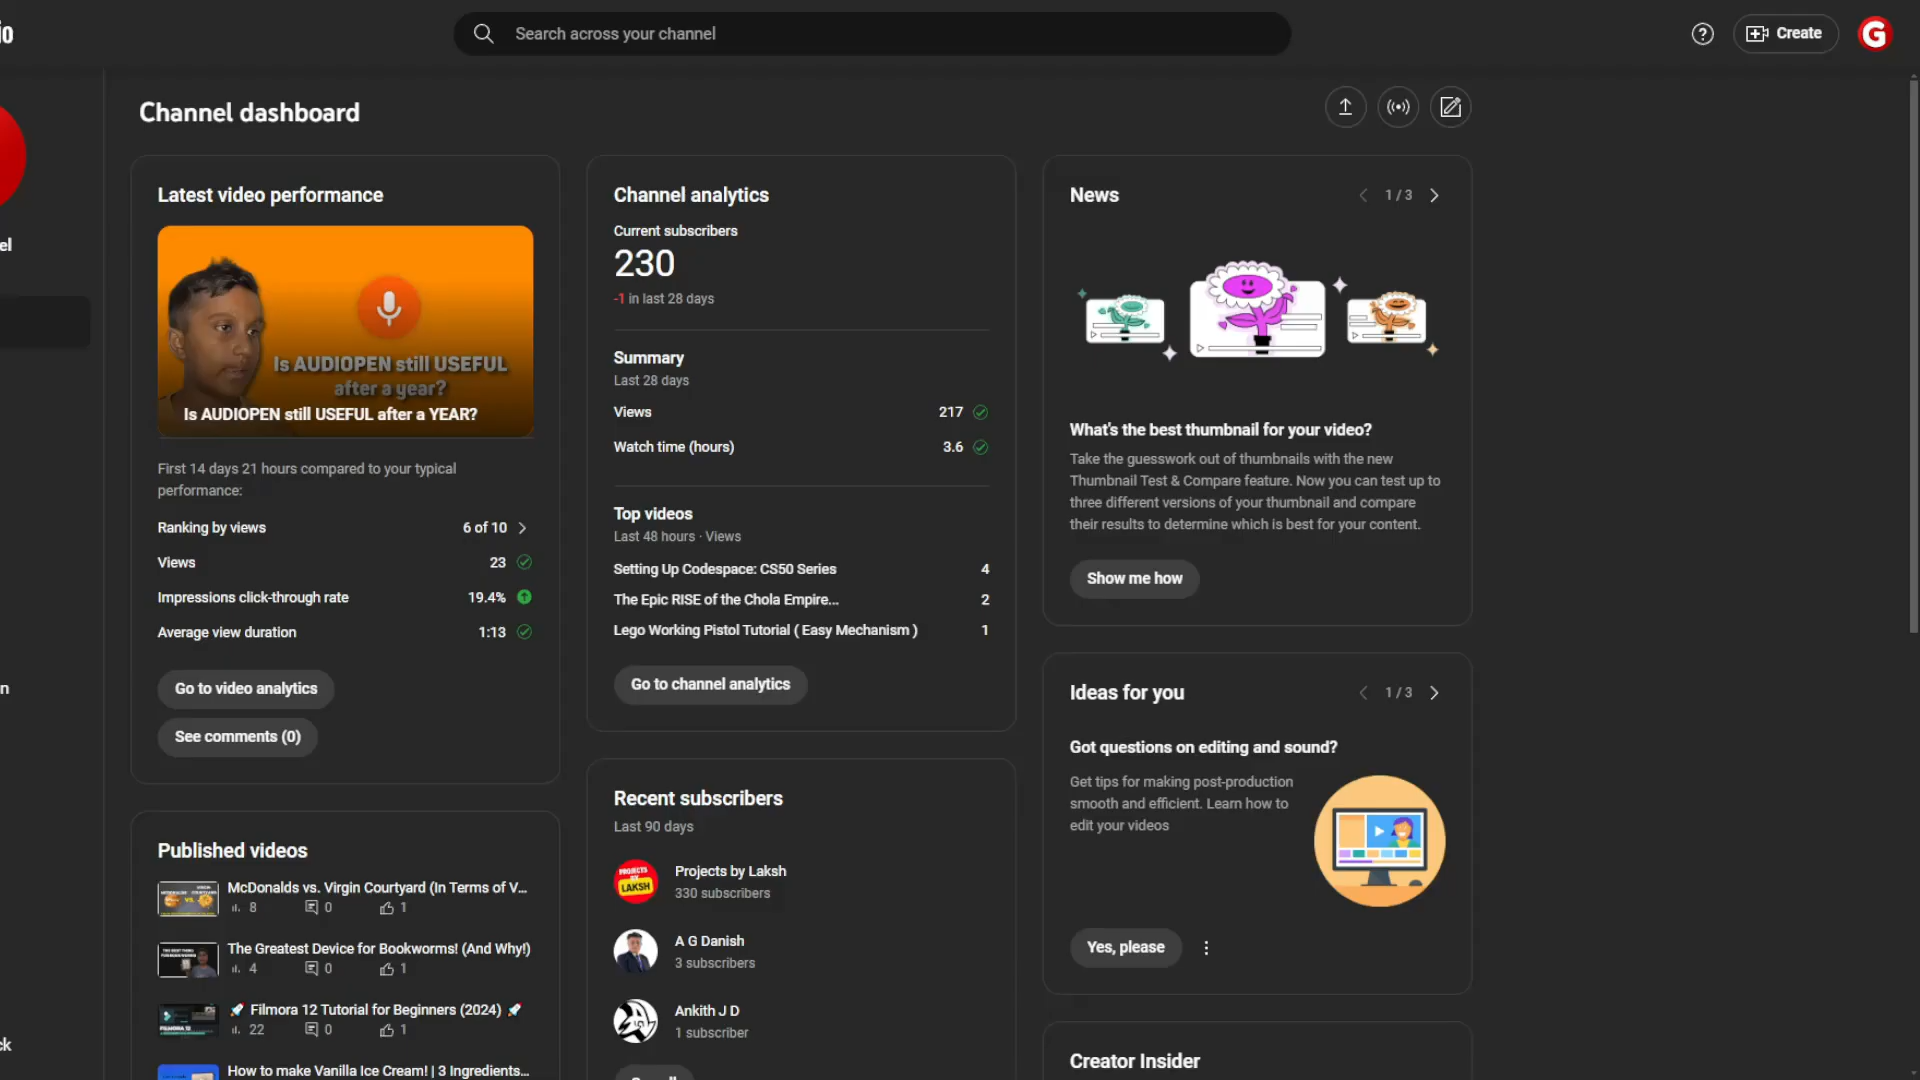 io
Search across your channel
Create
G
el
n
ck
Channel dashboard
Latest video performance
Is AUDIOPEN still USEFUL
after a year?
Is AUDIOPEN still USEFUL after a YEAR?
First 14 days 21 hours compared to your typical
performance:
Ranking by views 6 of 10
Views 23
Impressions click-through rate 19.4%
Average view duration 1:13
Go to video analytics
See comments (0)
Published videos
McDonalds vs. Virgin Courtyard (In Terms of V...
8 0 1
The Greatest Device for Bookworms! (And Why!)
4 0 1
🚀 Filmora 12 Tutorial for Beginners (2024) 🚀
22 0 1
How to make Vanilla Ice Cream! | 3 Ingredients...
Channel analytics
Current subscribers
230
-1 in last 28 days
Summary
Last 28 days
Views 217
Watch time (hours) 3.6
Top videos
Last 48 hours · Views
Setting Up Codespace: CS50 Series 4
The Epic RISE of the Chola Empire... 2
Lego Working Pistol Tutorial ( Easy Mechanism ) 1
Go to channel analytics
Recent subscribers
Last 90 days
PROJECTS
BY
LAKSH
Projects by Laksh
330 subscribers
A G Danish
3 subscribers
Ankith J D
1 subscriber
News
1 / 3
What's the best thumbnail for your video?
Take the guesswork out of thumbnails with the new
Thumbnail Test & Compare feature. Now you can test up to
three different versions of your thumbnail and compare
their results to determine which is best for your content.
Show me how
Ideas for you
1 / 3
Got questions on editing and sound?
Get tips for making post-production
smooth and efficient. Learn how to
edit your videos
Yes, please
Creator Insider